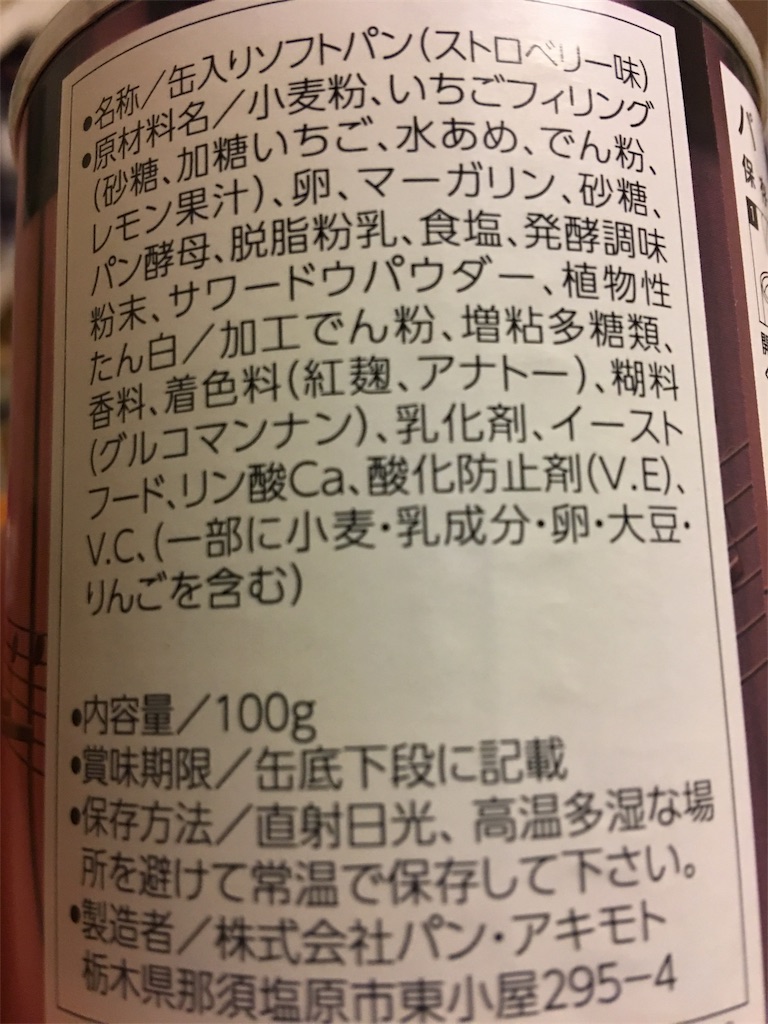 •名称／缶入りソフトパン(ストロベリー味)
•原材料名／小麦粉、いちごフィリング
(砂糖、加糖いちご、水あめ、でん粉、
レモン果汁)、卵、マーガリン、砂糖、
パン酵母、脱脂粉乳、食塩、発酵調味
粉末、サワードウパウダー、植物性
たん白／加工でん粉、増粘多糖類、
香料、着色料(紅麹、アナトー)、糊料
(グルコマンナン)、乳化剤、イースト
フード、リン酸Ca、酸化防止剤(V.E)、
V.C、(一部に小麦・乳成分・卵・大豆・
りんごを含む)
•内容量／100g
•賞味期限／缶底下段に記載
•保存方法／直射日光、高温多湿な場
所を避けて常温で保存して下さい。
•製造者／株式会社パン・アキモト
栃木県那須塩原市東小屋295-4
パ
保存
1